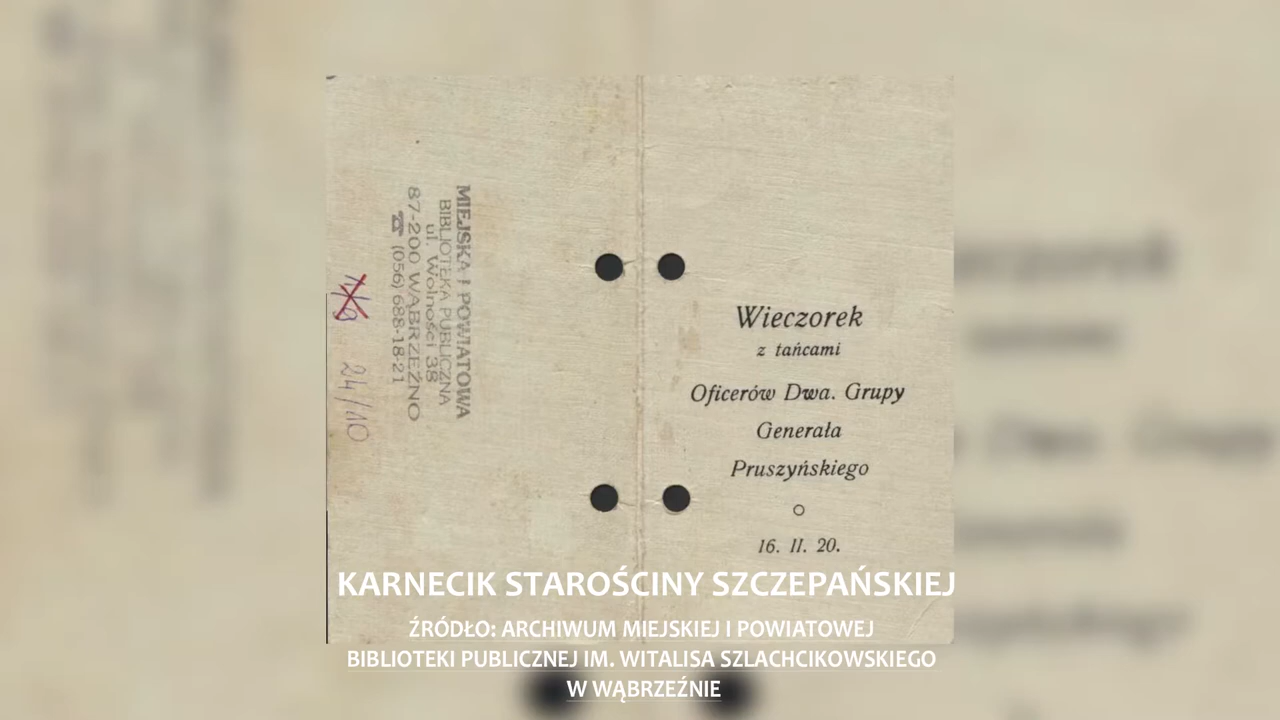 MIEJSKA I POWIATOWA
BIBLIOTEKA PUBLICZNA
ul. Wolności 38
87-200 WĄBRZEŹNO
☎ (056) 688-18-21
24/10
Wieczorek
z tańcami
Oficerów Dwa. Grupy
Generała
Pruszyńskiego
16. II. 20.
KARNECIK STAROŚCINY SZCZEPAŃSKIEJ
ŹRÓDŁO: ARCHIWUM MIEJSKIEJ I POWIATOWEJ
BIBLIOTEKI PUBLICZNEJ IM. WITALISA SZLACHCIKOWSKIEGO
W WĄBRZEŹNIE